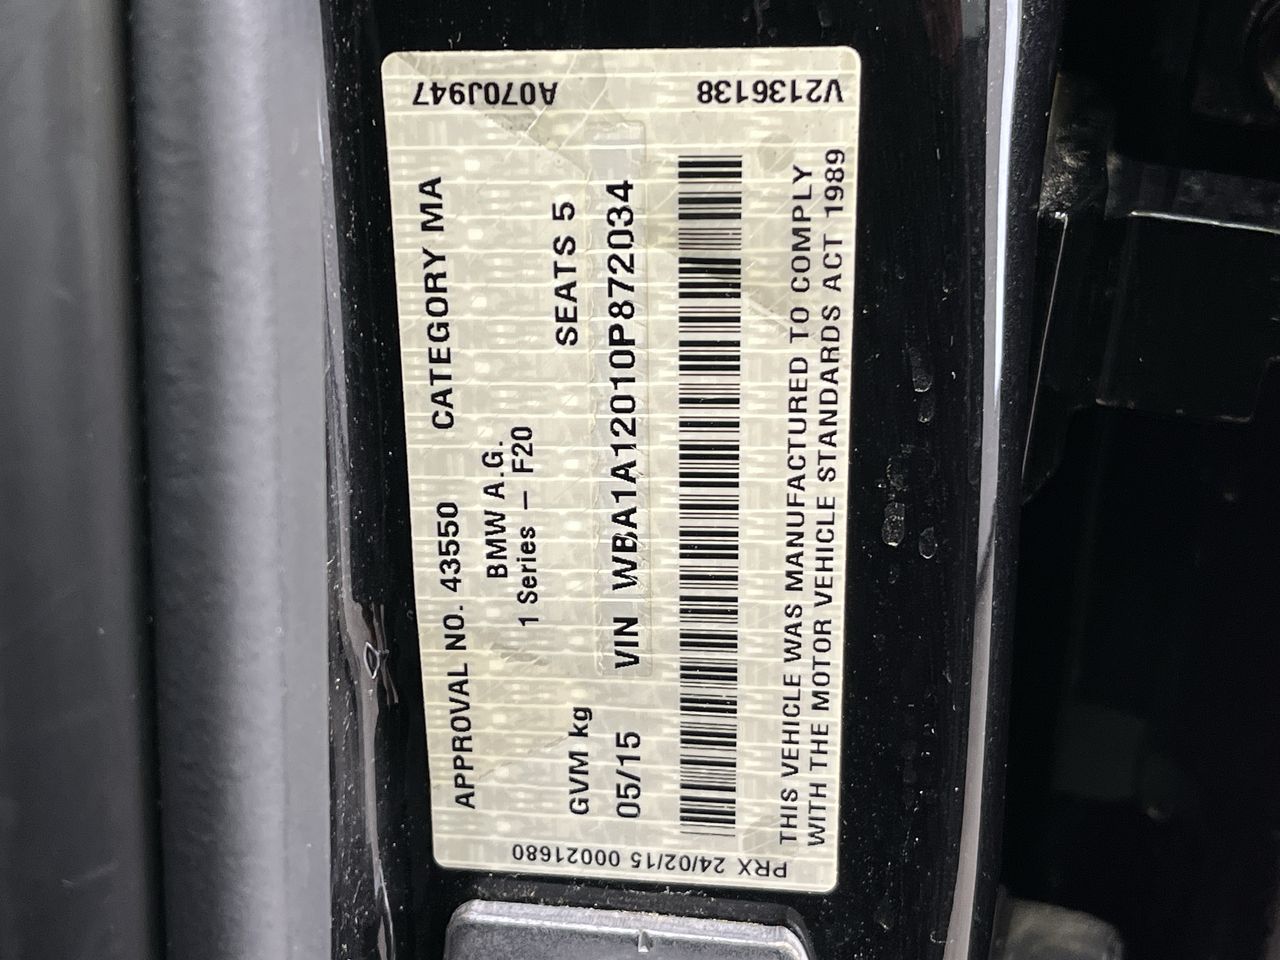 A070J947
V2136138
APPROVAL NO. 43550 CATEGORY MA
BMW A.G.
1 Series – F20
GVM kg SEATS 5
05/15 VIN WBA1A12010P872034
THIS VEHICLE WAS MANUFACTURED TO COMPLY
WITH THE MOTOR VEHICLE STANDARDS ACT 1989
PRX 24/02/15 00021680